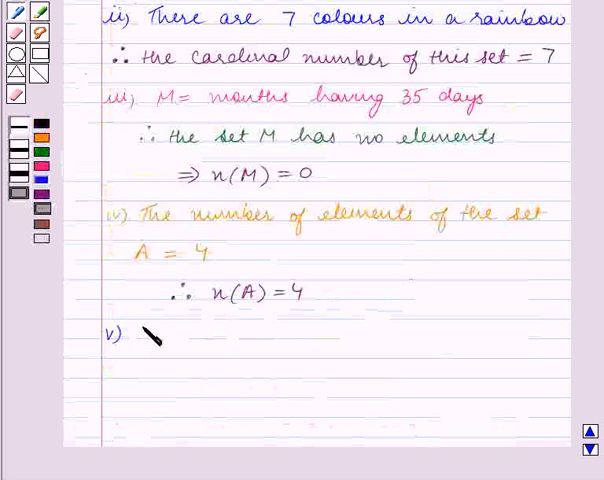 ii) There are 7 colours in a rainbow
∴ the cardinal number of this set = 7
iii) M = months having 35 days
∴ the set M has no elements
⇒ n(M) = 0
iv) The number of elements of the set
A = 4
∴ n(A) = 4
v)